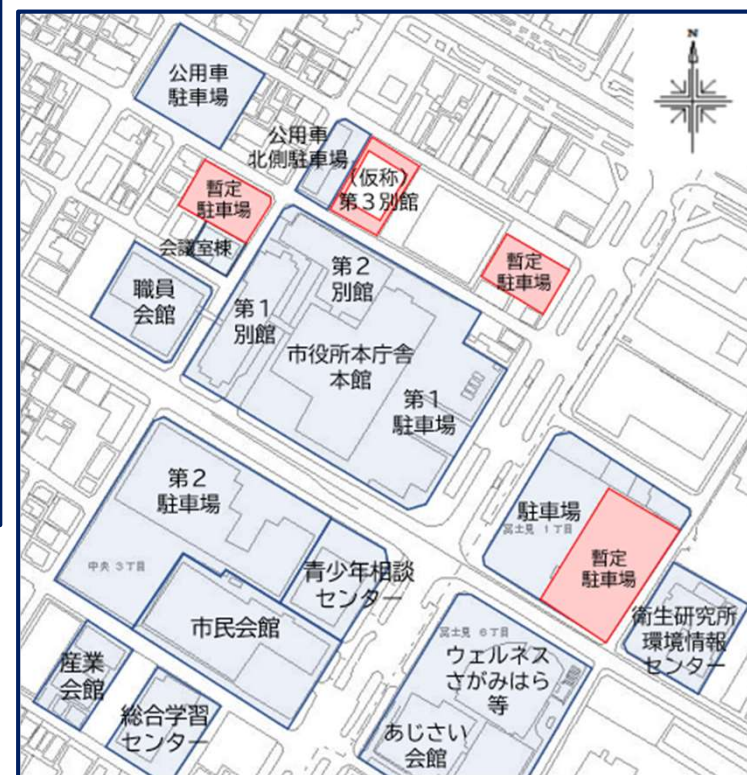 N
公用車
駐車場
公用車
北側駐車場
(仮称)
第3別館
暫定
駐車場
会議室棟
暫定
駐車場
職員
会館
第1
別館
第2
別館
市役所本庁舎
本館
第1
駐車場
第2
駐車場
中央 3丁目
青少年相談
センター
市民会館
産業
会館
総合学習
センター
駐車場
富士見 1丁目
暫定
駐車場
衛生研究所
環境情報
センター
富士見 6丁目
ウェルネス
さがみはら
等
あじさい
会館